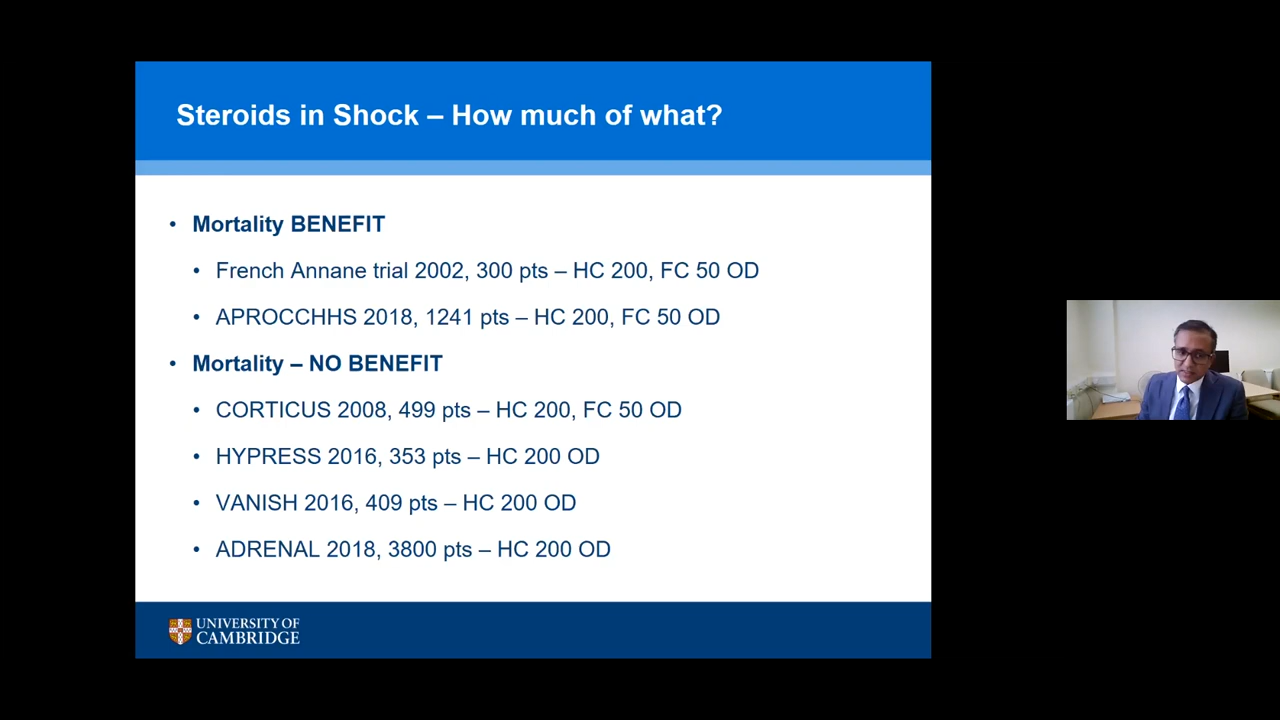 Steroids in Shock – How much of what?
• Mortality BENEFIT
• French Annane trial 2002, 300 pts – HC 200, FC 50 OD
• APROCCHHS 2018, 1241 pts – HC 200, FC 50 OD
• Mortality – NO BENEFIT
• CORTICUS 2008, 499 pts – HC 200, FC 50 OD
• HYPRESS 2016, 353 pts – HC 200 OD
• VANISH 2016, 409 pts – HC 200 OD
• ADRENAL 2018, 3800 pts – HC 200 OD
UNIVERSITY OF
CAMBRIDGE